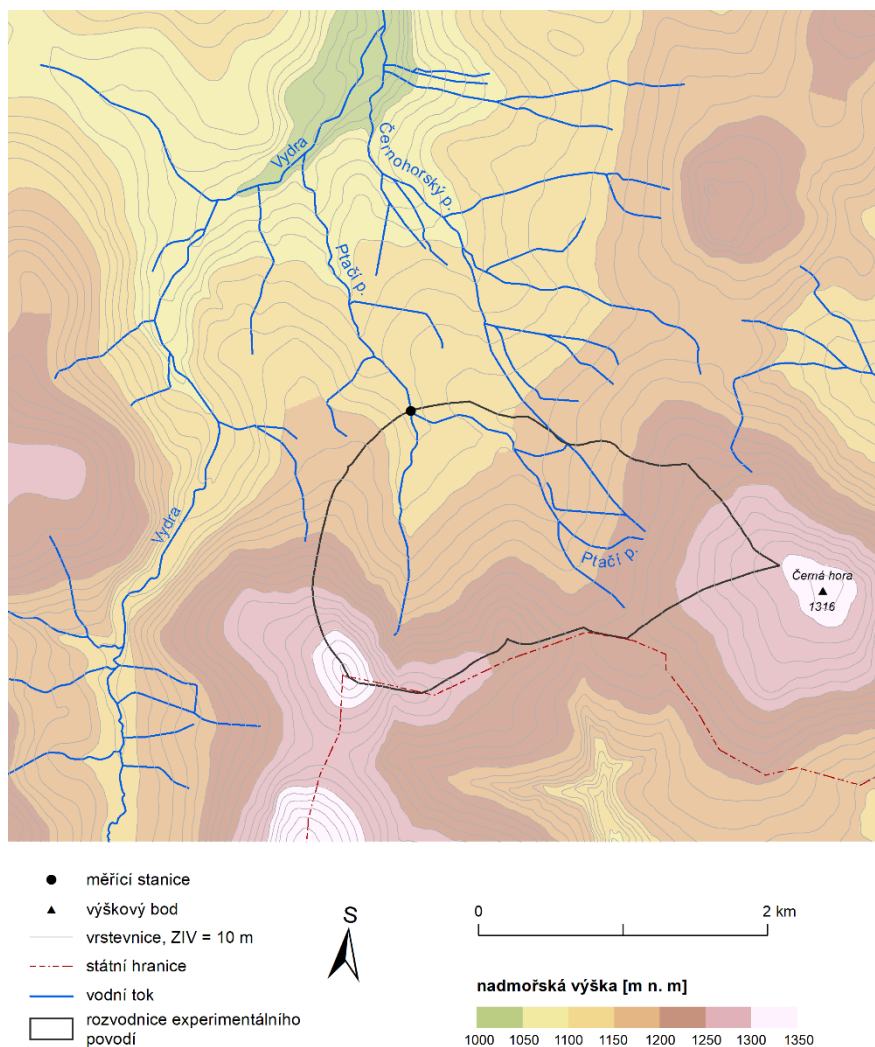 Vydra
Černohorský p.
Ptačí p.
Vydra
Ptačí p.
Černá hora
1316
měřící stanice
výškový bod
vrstevnice, ZIV = 10 m
státní hranice
vodní tok
rozvodnice experimentálního
povodí
S
0 2 km
nadmořská výška [m n. m]
1000 1050 1100 1150 1200 1250 1300 1350